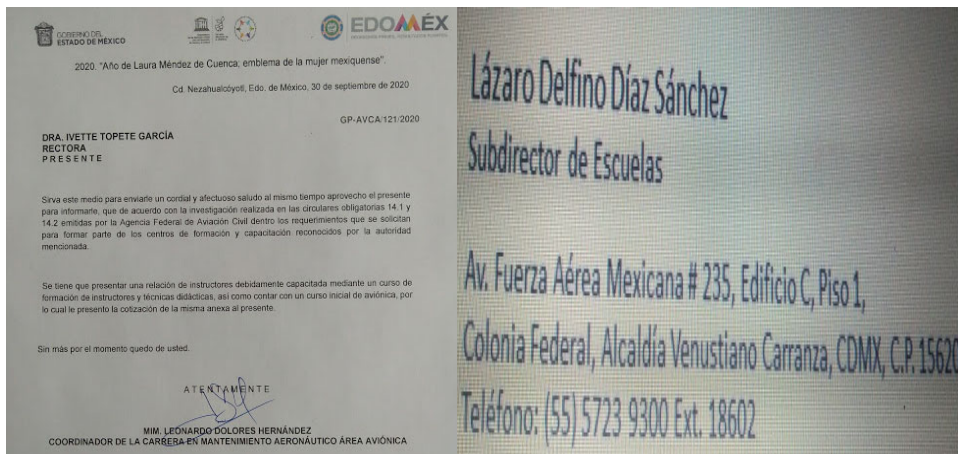 GOBIERNO DEL
ESTADO DE MÉXICO
EDOMÉX
2020. "Año de Laura Méndez de Cuenca; emblema de la mujer mexiquense".
Cd. Nezahualcóyotl, Edo. de México, 30 de septiembre de 2020
GP-AVCA/121/2020
DRA. IVETTE TOPETE GARCÍA
RECTORA
P R E S E N T E
Sirva este medio para enviarle un cordial y afectuoso saludo al mismo tiempo aprovecho el presente
para informarle, que de acuerdo con la investigación realizada en las circulares obligatorias 14.1 y
14.2 emitidas por la Agencia Federal de Aviación Civil dentro los requerimientos que se solicitan
para formar parte de los centros de formación y capacitación reconocidos por la autoridad
mencionada.
Se tiene que presentar una relación de instructores debidamente capacitada mediante un curso de
formación de instructores y técnicas didácticas, así como contar con un curso inicial de aviónica, por
lo cual le presento la cotización de la misma anexa al presente.
Sin más por el momento quedo de usted.
A T E N T A M E N T E
MIM. LEONARDO DOLORES HERNÁNDEZ
COORDINADOR DE LA CARRERA EN MANTENIMIENTO AERONÁUTICO ÁREA AVIÓNICA
Lázaro Delfino Díaz Sánchez
Subdirector de Escuelas
Av. Fuerza Aérea Mexicana # 235, Edificio C, Piso 1,
Colonia Federal, Alcaldía Venustiano Carranza, CDMX, C.P. 15620
Teléfono: (55) 5723 9300 Ext. 18602